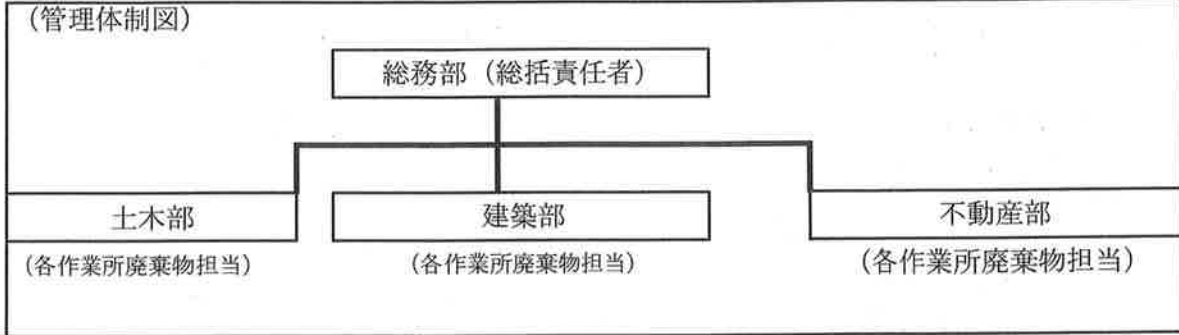 (管理体制図)
総務部(総括責任者)
土木部 建築部 不動産部
(各作業所廃棄物担当) (各作業所廃棄物担当) (各作業所廃棄物担当)